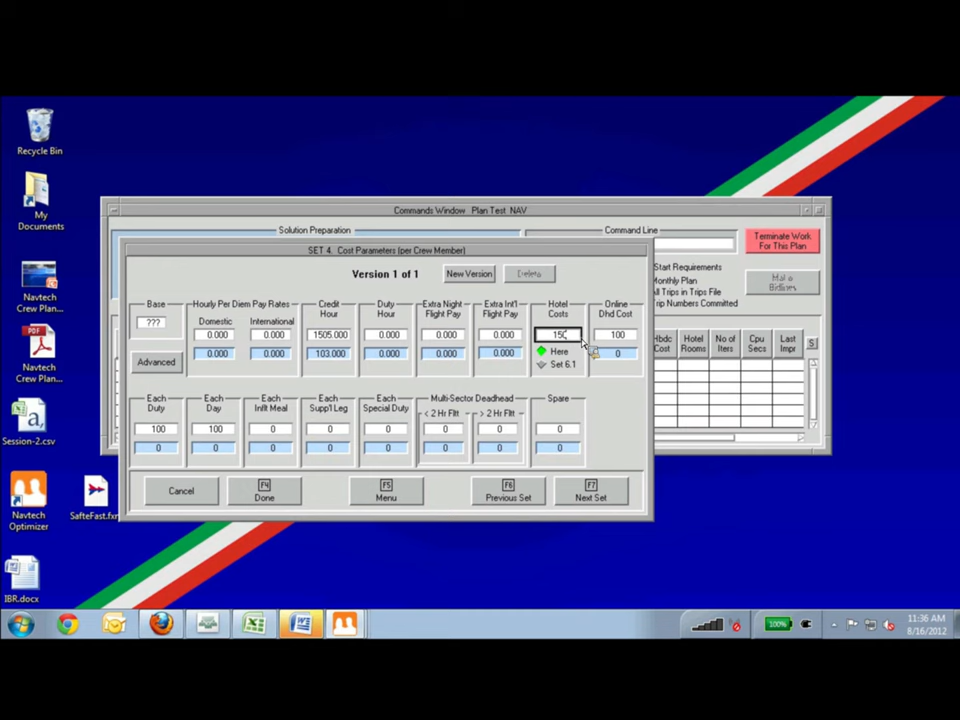 Recycle Bin
My
Documents
Navtech
Crew Plan...
Navtech
Crew Plan...
Session-2.csv
Navtech
Optimizer
SafteFast.fxr
IBR.docx
Commands Window Plan Test NAV
Solution Preparation
Command Line
Terminate Work
For This Plan
Start Requirements
Monthly Plan
All Trips in Trips File
Trip Numbers Committed
Make
Bidlines
Hbdc
Cost
Hotel
Rooms
No of
Iters
Cpu
Secs
Last
Impr
S
SET 4. Cost Parameters (per Crew Member)
Version 1 of 1
New Version
Delete
Base
???
Advanced
Hourly Per Diem Pay Rates
Domestic
International
0.000
0.000
0.000
0.000
Credit
Hour
1505.000
103.000
Duty
Hour
0.000
0.000
Extra Night
Flight Pay
0.000
0.000
Extra Int'l
Flight Pay
0.000
0.000
Hotel
Costs
150
Here
Set 6.1
Online
Dhd Cost
100
0
Each
Duty
100
0
Each
Day
100
0
Each
Inflt Meal
0
0
Each
Supp'l Leg
0
0
Each
Special Duty
0
0
Multi-Sector Deadhead
< 2 Hr Fltt
> 2 Hr Fltt
0
0
0
0
Spare
0
0
Cancel
F4
Done
F5
Menu
F6
Previous Set
F7
Next Set
100%
11:36 AM
8/16/2012